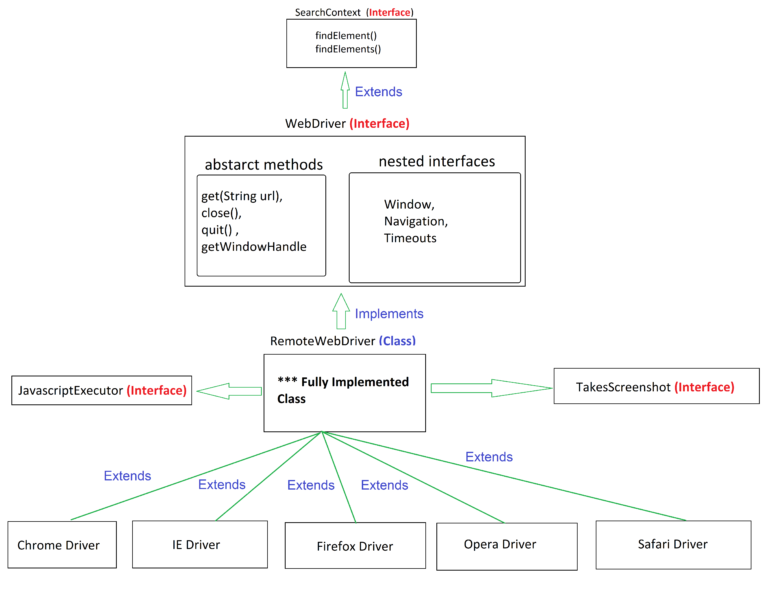 SearchContext (Interface)
findElement()
findElements()
Extends
WebDriver (Interface)
abstarct methods
nested interfaces
get(String url),
close(),
quit() ,
getWindowHandle
Window,
Navigation,
Timeouts
Implements
RemoteWebDriver (Class)
*** Fully Implemented
Class
JavascriptExecutor (Interface)
TakesScreenshot (Interface)
Extends
Extends
Extends
Extends
Extends
Chrome Driver
IE Driver
Firefox Driver
Opera Driver
Safari Driver